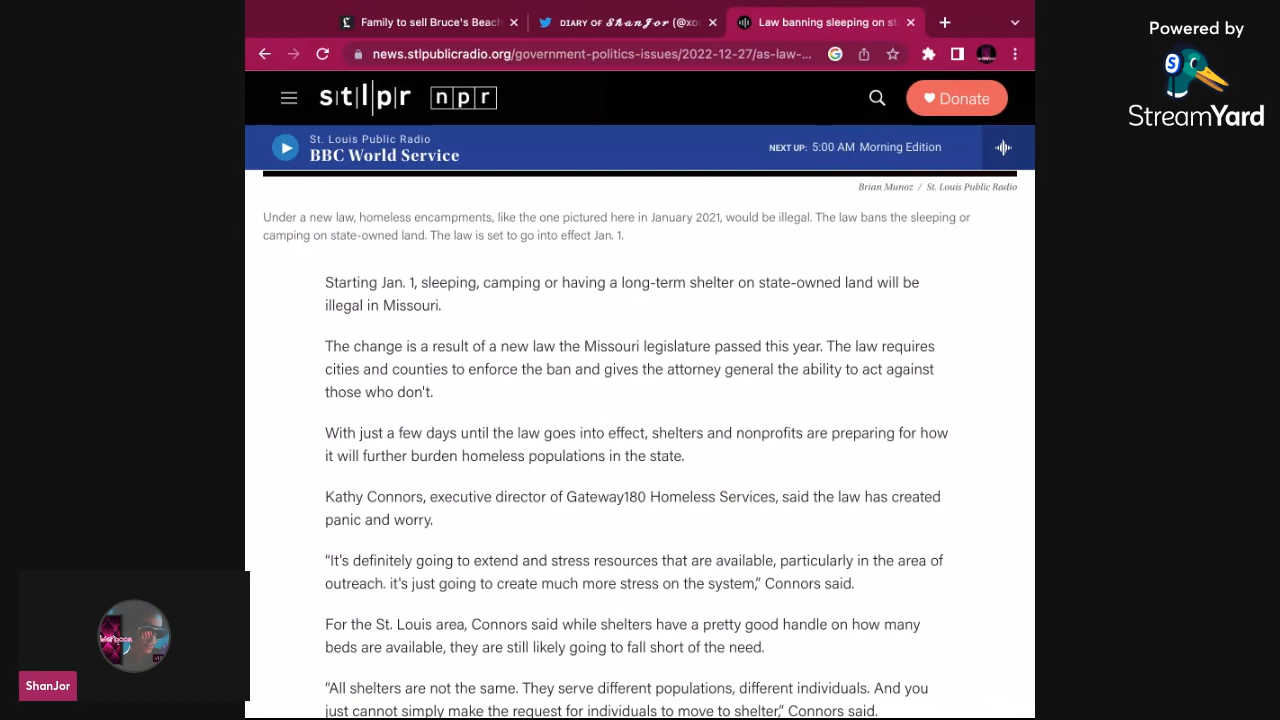 Family to sell Bruce's Beach
DIARY OF 𝓢𝓱𝓪𝓷𝓙𝓸𝓻 (@xo
Law banning sleeping on st
news.stlpublicradio.org/government-politics-issues/2022-12-27/as-law-...
Powered by
StreamYard
stlpr npr
Donate
St. Louis Public Radio
BBC World Service
NEXT UP: 5:00 AM Morning Edition
Brian Munoz / St. Louis Public Radio
Under a new law, homeless encampments, like the one pictured here in January 2021, would be illegal. The law bans the sleeping or
camping on state-owned land. The law is set to go into effect Jan. 1.
Starting Jan. 1, sleeping, camping or having a long-term shelter on state-owned land will be
illegal in Missouri.
The change is a result of a new law the Missouri legislature passed this year. The law requires
cities and counties to enforce the ban and gives the attorney general the ability to act against
those who don't.
With just a few days until the law goes into effect, shelters and nonprofits are preparing for how
it will further burden homeless populations in the state.
Kathy Connors, executive director of Gateway180 Homeless Services, said the law has created
panic and worry.
“It's definitely going to extend and stress resources that are available, particularly in the area of
outreach. it's just going to create much more stress on the system,” Connors said.
For the St. Louis area, Connors said while shelters have a pretty good handle on how many
beds are available, they are still likely going to fall short of the need.
“All shelters are not the same. They serve different populations, different individuals. And you
just cannot simply make the request for individuals to move to shelter,” Connors said.
ShanJor